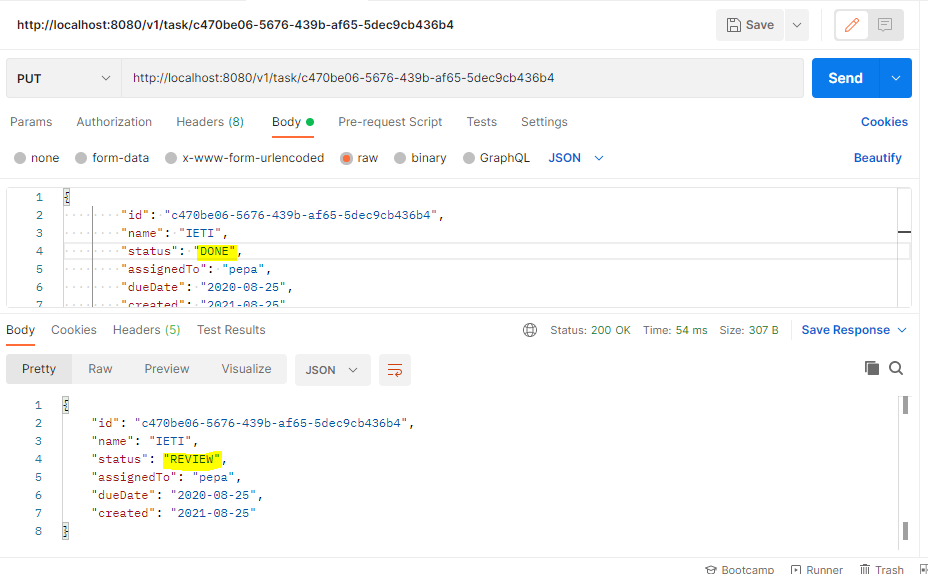 http://localhost:8080/v1/task/c470be06-5676-439b-af65-5dec9cb436b4 Save
PUT http://localhost:8080/v1/task/c470be06-5676-439b-af65-5dec9cb436b4 Send
Params Authorization Headers (8) Body Pre-request Script Tests Settings Cookies
none form-data x-www-form-urlencoded raw binary GraphQL JSON Beautify
1 {
2 "id": "c470be06-5676-439b-af65-5dec9cb436b4",
3 "name": "IETI",
4 "status": "DONE",
5 "assignedTo": "pepa",
6 "dueDate": "2020-08-25",
7 "created": "2021-08-25"
Body Cookies Headers (5) Test Results Status: 200 OK Time: 54 ms Size: 307 B Save Response
Pretty Raw Preview Visualize JSON
1 {
2 "id": "c470be06-5676-439b-af65-5dec9cb436b4",
3 "name": "IETI",
4 "status": "REVIEW",
5 "assignedTo": "pepa",
6 "dueDate": "2020-08-25",
7 "created": "2021-08-25"
8 }
Bootcamp Runner Trash